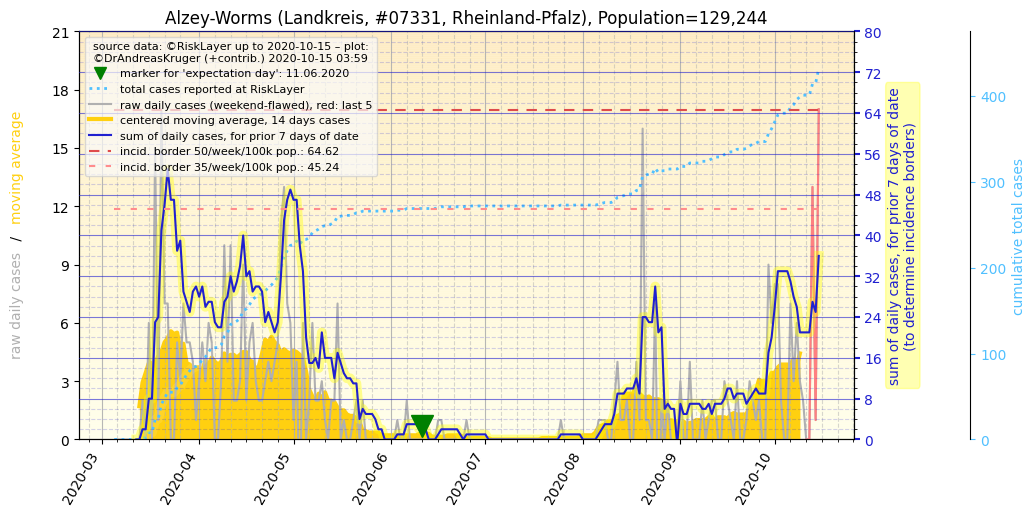 Alzey-Worms (Landkreis, #07331, Rheinland-Pfalz), Population=129,244
source data: ©RiskLayer up to 2020-10-15 – plot:
©DrAndreasKruger (+contrib.) 2020-10-15 03:59
marker for 'expectation day': 11.06.2020
total cases reported at RiskLayer
raw daily cases (weekend-flawed), red: last 5
centered moving average, 14 days cases
sum of daily cases, for prior 7 days of date
incid. border 50/week/100k pop.: 64.62
incid. border 35/week/100k pop.: 45.24
raw daily cases / moving average
21
18
15
12
9
6
3
0
2020-03
2020-04
2020-05
2020-06
2020-07
2020-08
2020-09
2020-10
80
72
64
56
48
40
32
24
16
8
0
sum of daily cases, for prior 7 days of date
(to determine incidence borders)
400
300
200
100
0
cumulative total cases